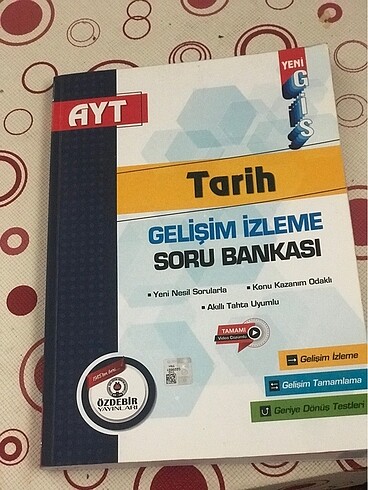 AYT
YENİ
GİS
Tarih
GELİŞİM İZLEME
SORU BANKASI
• Yeni Nesil Sorularla • Konu Kazanım Odaklı
• Akıllı Tahta Uyumlu
TAMAMI
Video Çözümlü
Gelişim İzleme
Gelişim Tamamlama
Geriye Dönüş Testleri
ÖZDEBİR
YAYINLARI